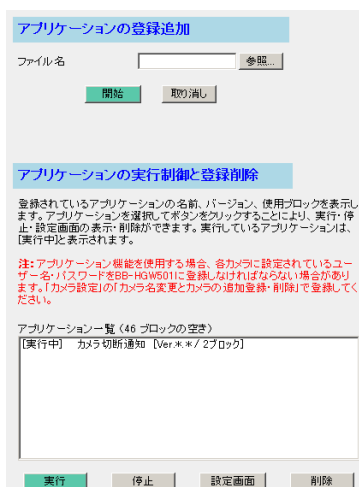 アプリケーションの登録追加
ファイル名
参照...
開始 取り消し
アプリケーションの実行制御と登録削除
登録されているアプリケーションの名前、バージョン、使用ブロックを表示し
ます。アプリケーションを選択してボタンをクリックすることにより、実行・停
止・設定画面の表示・削除ができます。実行しているアプリケーションは、
[実行中]と表示されます。
注:アプリケーション機能を使用する場合、各カメラに設定されているユー
ザー名・パスワードをBB-HGW501に登録しなければならない場合があり
ます。「カメラ設定」の「カメラ名変更とカメラの追加登録・削除」で登録してく
ださい。
アプリケーション一覧 (46 ブロックの空き)
[実行中] カメラ切断通知 [Ver.*.*/ 2ブロック]
実行 停止 設定画面 削除